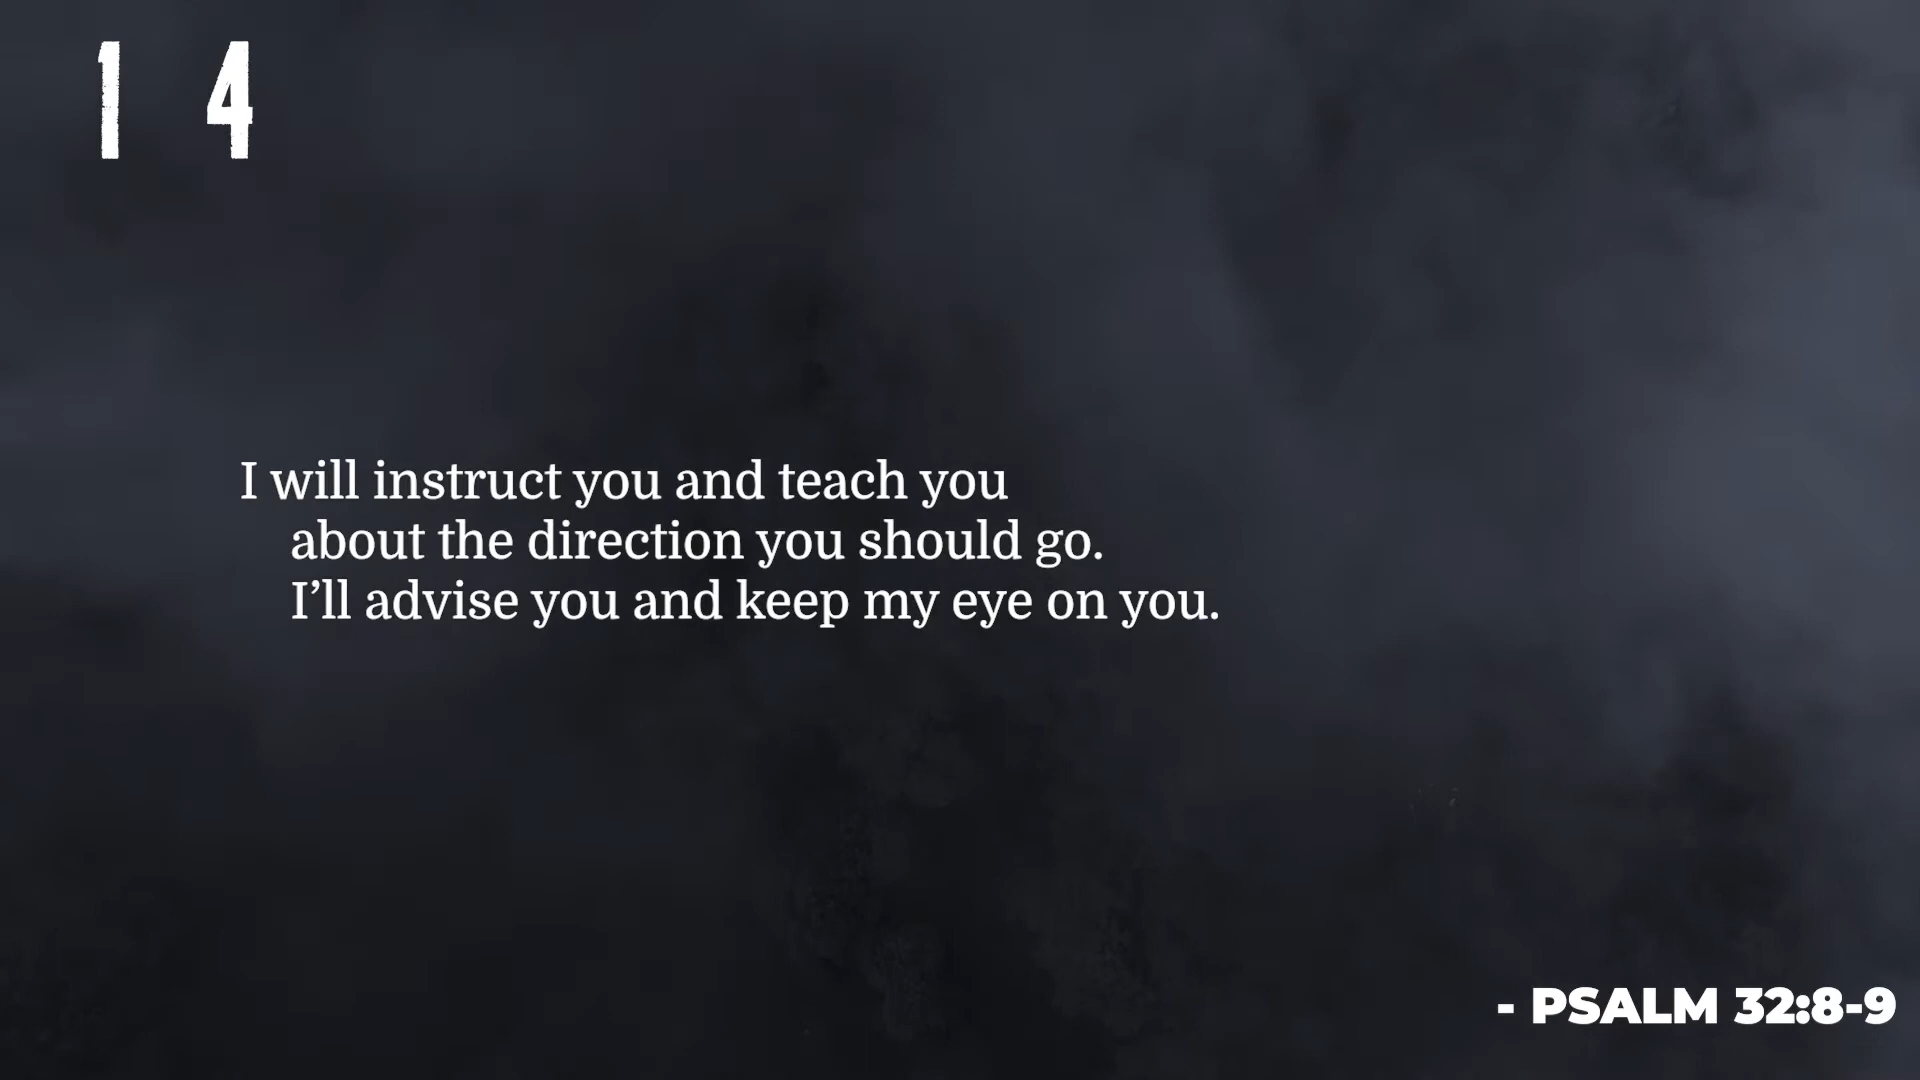 1 4
I will instruct you and teach you
about the direction you should go.
I’ll advise you and keep my eye on you.
- PSALM 32:8-9